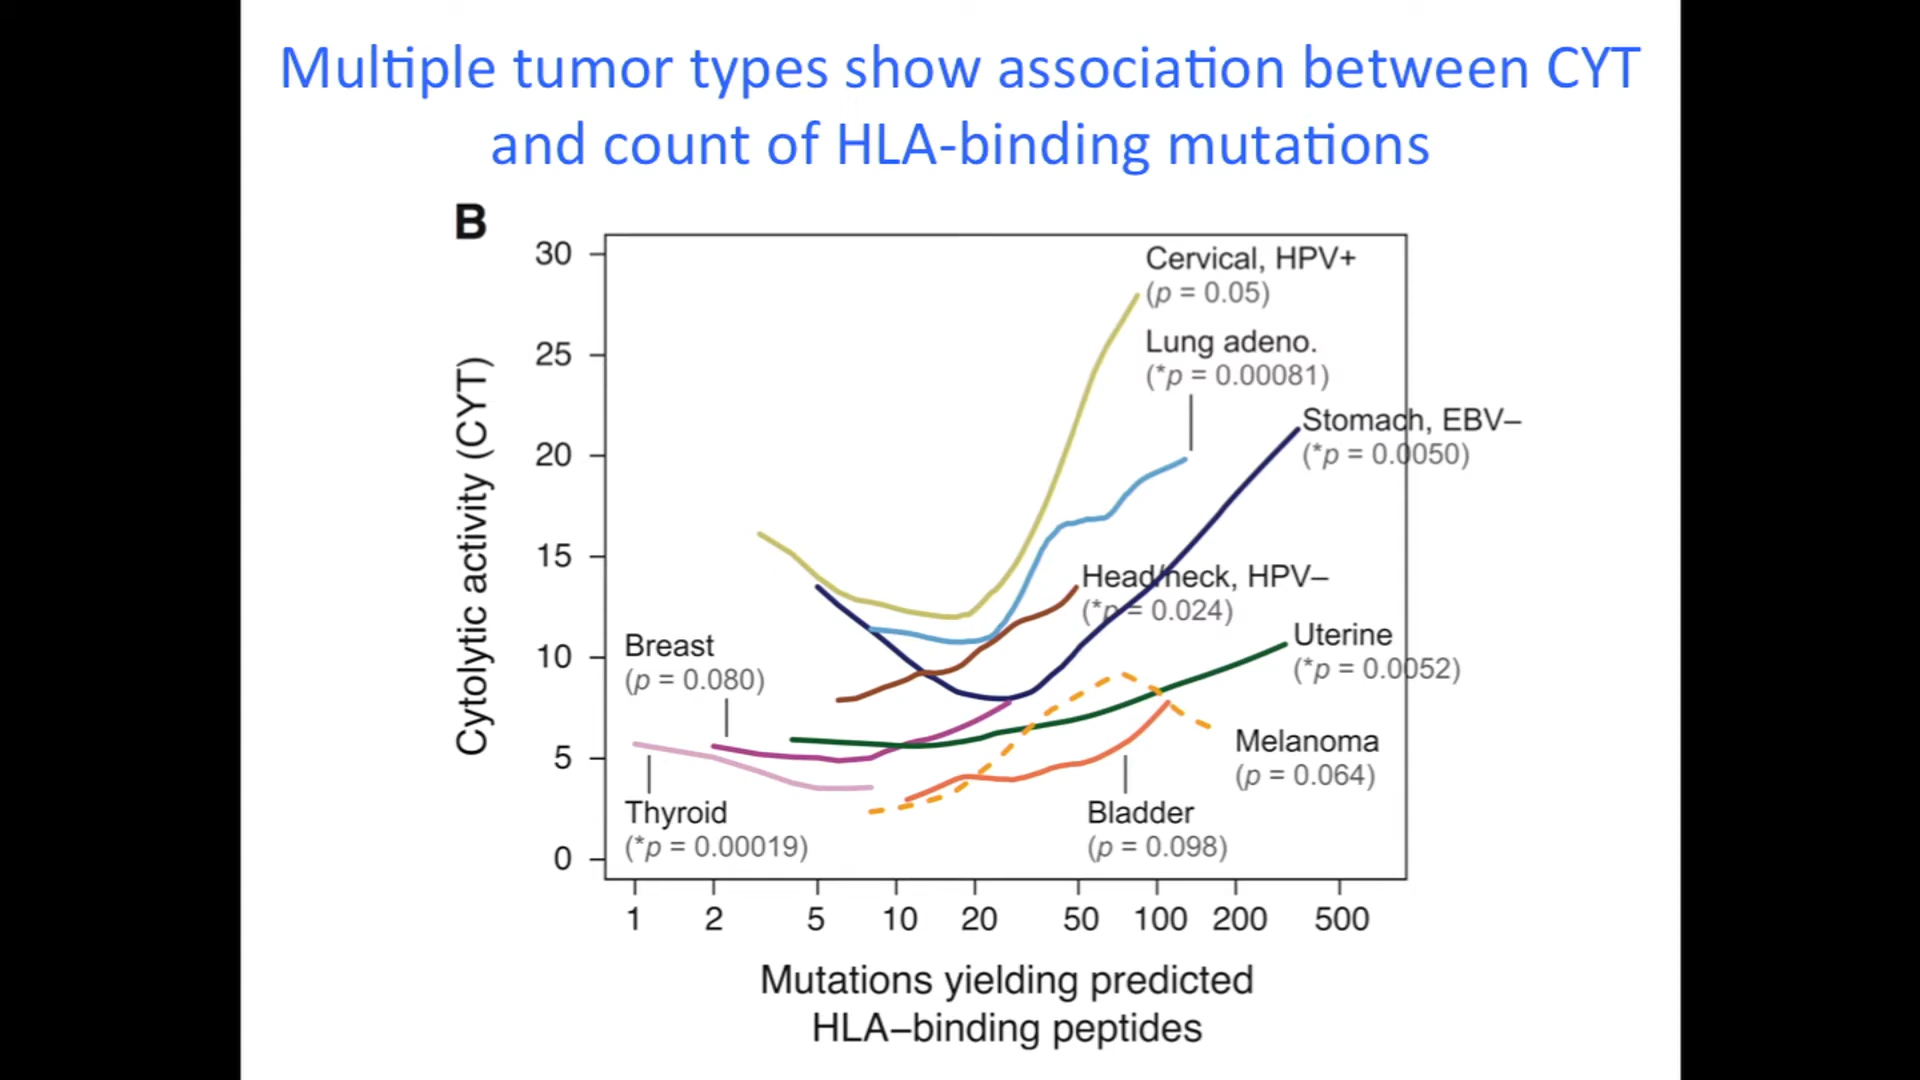 Multiple tumor types show association between CYT
and count of HLA-binding mutations
B
Cytolytic activity (CYT)
30
25
20
15
10
5
0
Cervical, HPV+
(p = 0.05)
Lung adeno.
(*p = 0.00081)
Stomach, EBV–
(*p = 0.0050)
Head/neck, HPV–
(*p = 0.024)
Breast
(p = 0.080)
Uterine
(*p = 0.0052)
Melanoma
(p = 0.064)
Thyroid
(*p = 0.00019)
Bladder
(p = 0.098)
1 2 5 10 20 50 100 200 500
Mutations yielding predicted
HLA–binding peptides